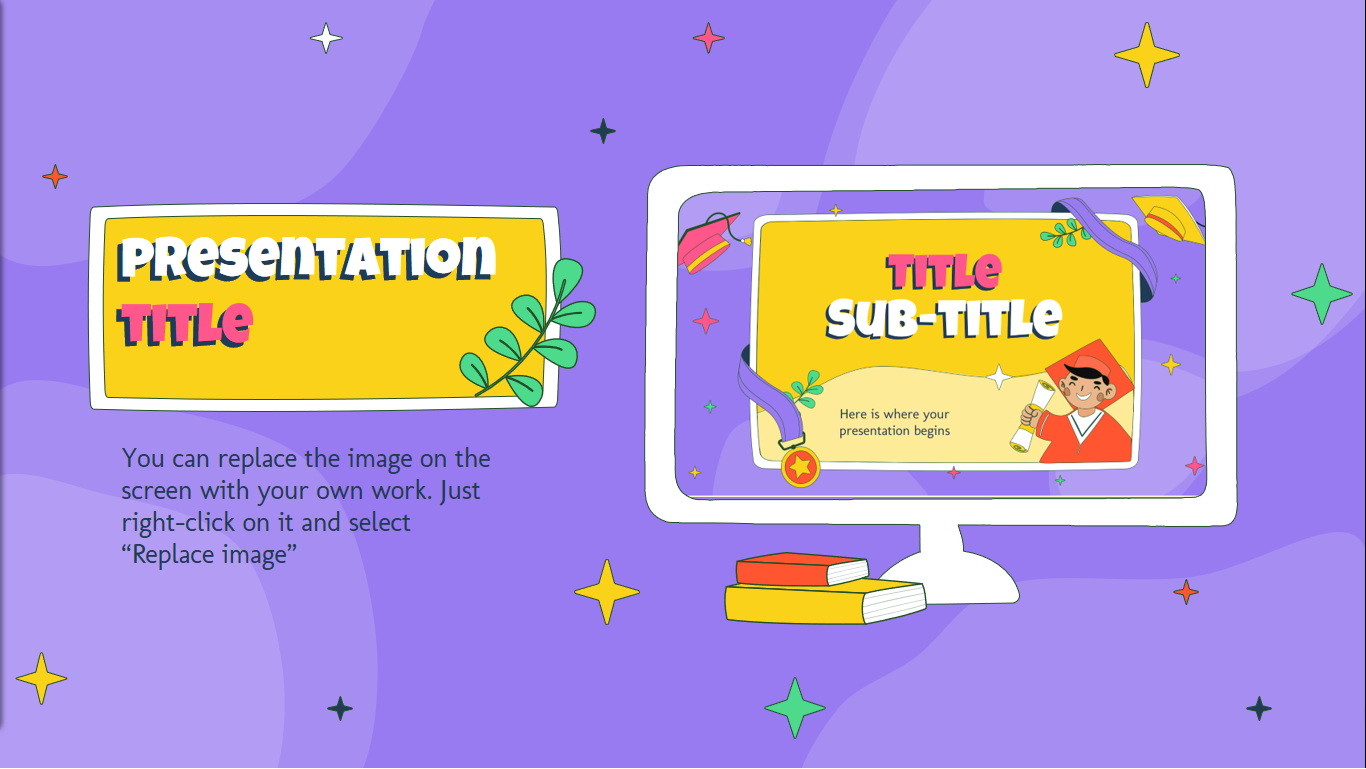 PRESENTATION
TITLE
You can replace the image on the
screen with your own work. Just
right-click on it and select
“Replace image”
TITLE
SUB-TITLE
Here is where your
presentation begins